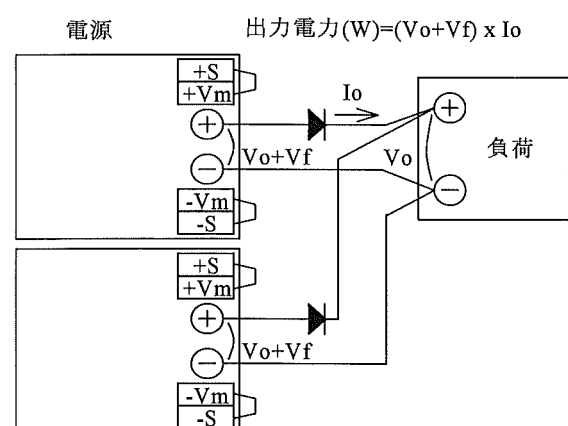 電源
出力電力(W)=(Vo+Vf) x Io
+S
+Vm
Io
+
+
Vo+Vf
Vo
負荷
−
−
-Vm
-S
+S
+Vm
+
Vo+Vf
−
-Vm
-S